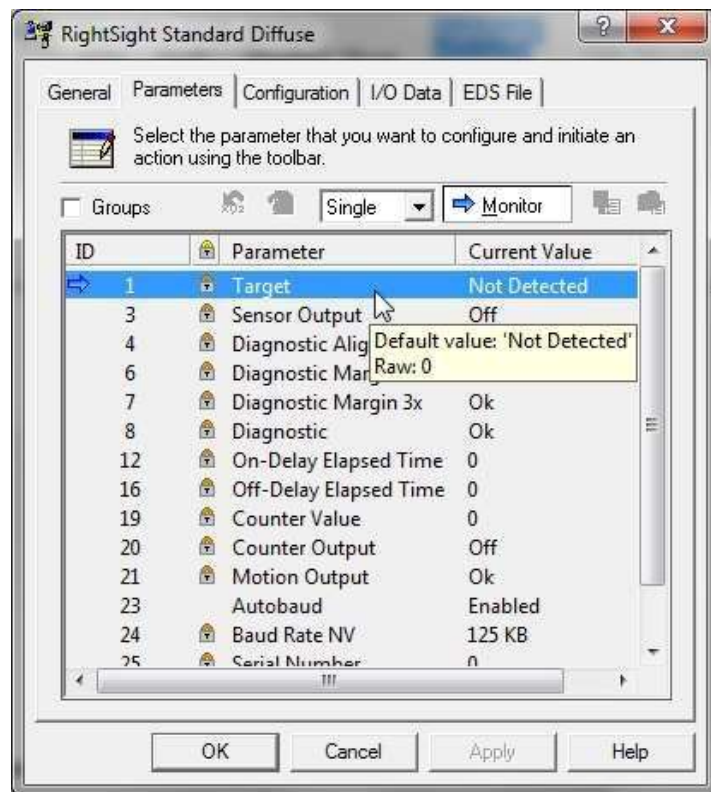 RightSight Standard Diffuse
General Parameters Configuration I/O Data EDS File
Select the parameter that you want to configure and initiate an
action using the toolbar.
Groups Single Monitor
ID Parameter Current Value
1 Target Not Detected
3 Sensor Output Off
4 Diagnostic Alig
Default value: 'Not Detected'
Raw: 0
6 Diagnostic Mar
7 Diagnostic Margin 3x Ok
8 Diagnostic Ok
12 On-Delay Elapsed Time 0
16 Off-Delay Elapsed Time 0
19 Counter Value 0
20 Counter Output Off
21 Motion Output Ok
23 Autobaud Enabled
24 Baud Rate NV 125 KB
25 Serial Number 0
OK Cancel Apply Help